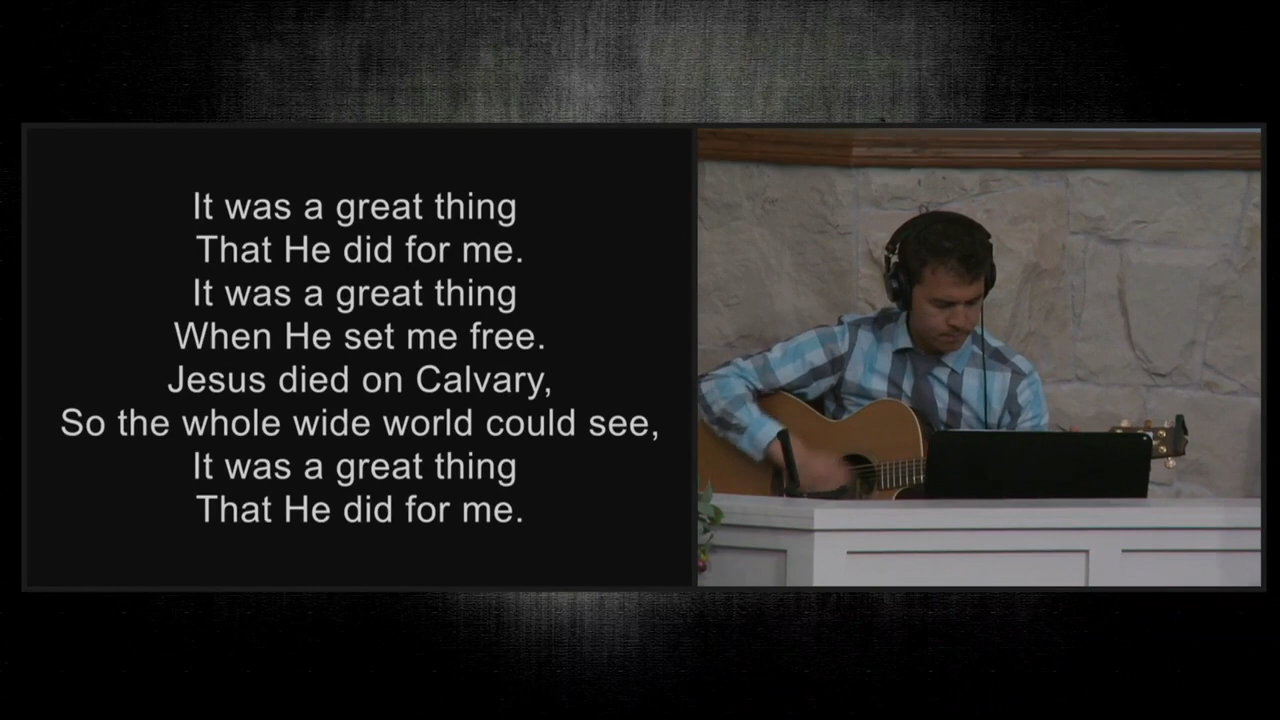 It was a great thing
That He did for me.
It was a great thing
When He set me free.
Jesus died on Calvary,
So the whole wide world could see,
It was a great thing
That He did for me.